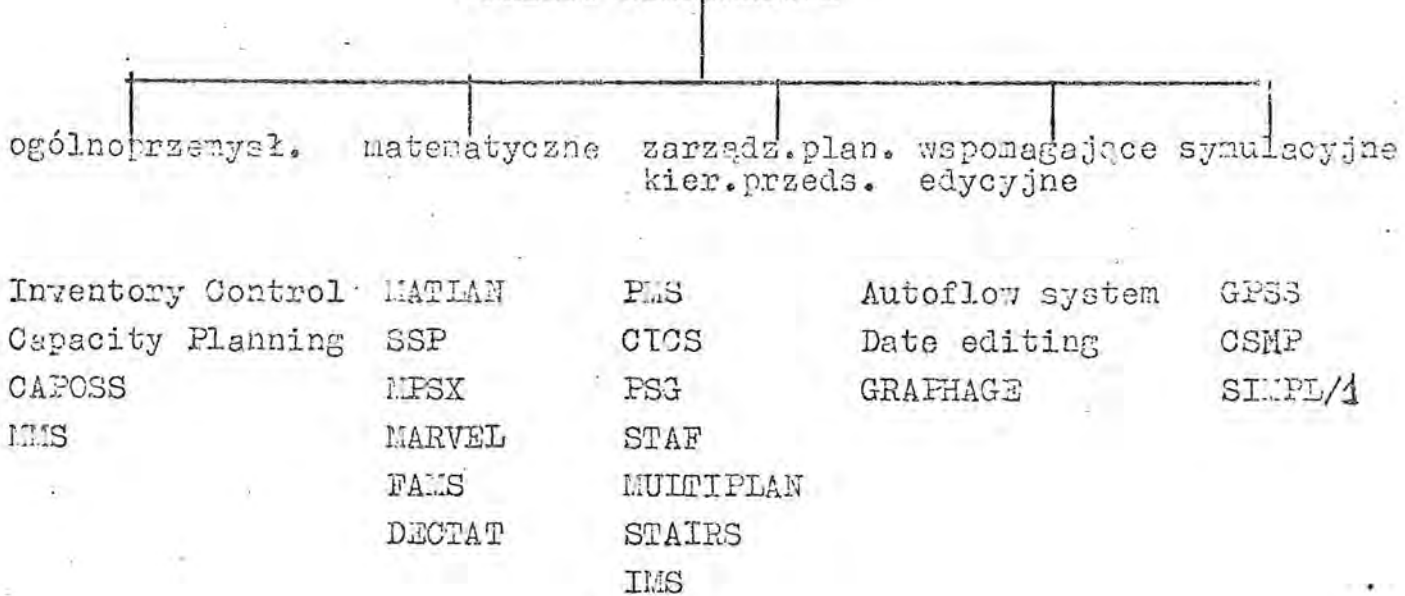 ogólnoprzemysł. matematyczne zarządz.plan. wspomagające symulacyjne
kier.przeds. edycyjne
Inventory Control MATLAN PMS Autoflow system GPSS
Capacity Planning SSP CICS Date editing CSMP
CAPOSS MPSX PSG GRAPHAGE SIMPL/1
MMS MARVEL STAF
FAMS MULTIPLAN
DECTAT STAIRS
IMS